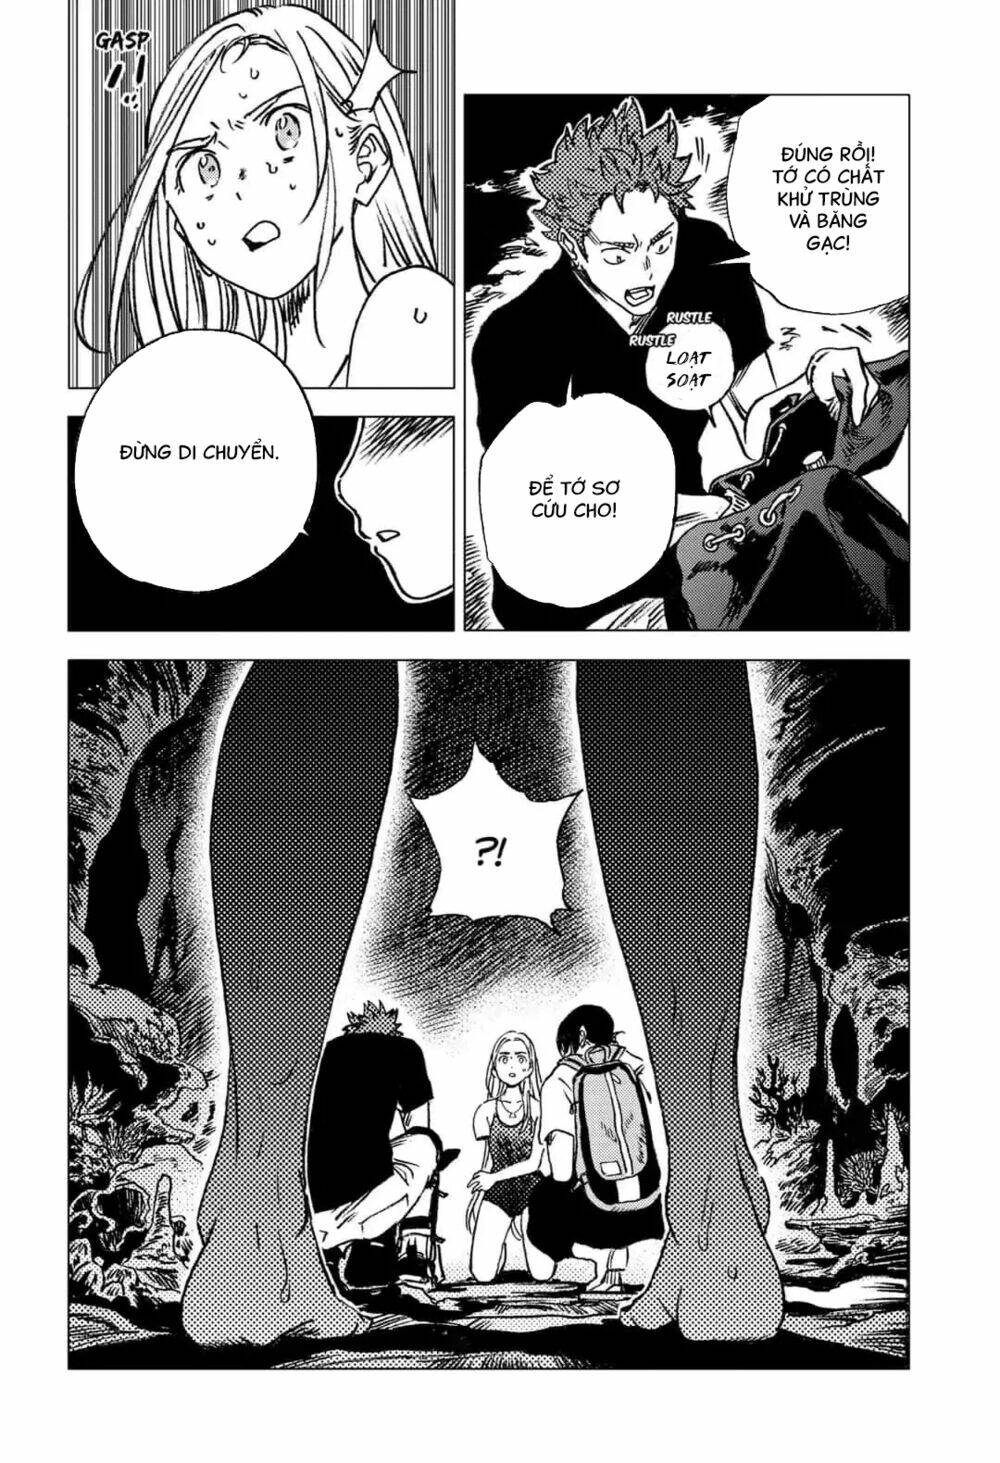 ĐÚNG RỒI!
TỚ CÓ CHẤT
KHỬ TRÙNG
VÀ BĂNG
GẠC!
RUSTLE
RUSTLE
LOẠT
SOẠT
ĐỂ TỚ SƠ
CỨU CHO!
GASP
!!
ĐỪNG DI CHUYỂN.
?!